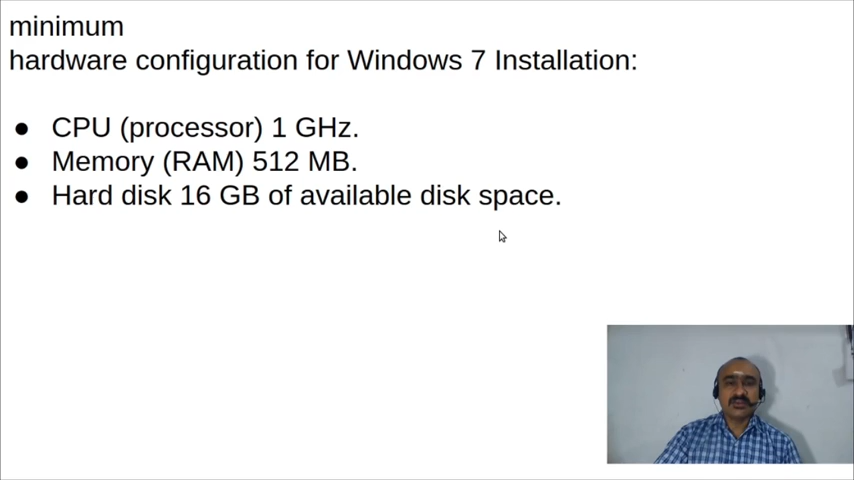 minimum
hardware configuration for Windows 7 Installation:
● CPU (processor) 1 GHz.
● Memory (RAM) 512 MB.
● Hard disk 16 GB of available disk space.